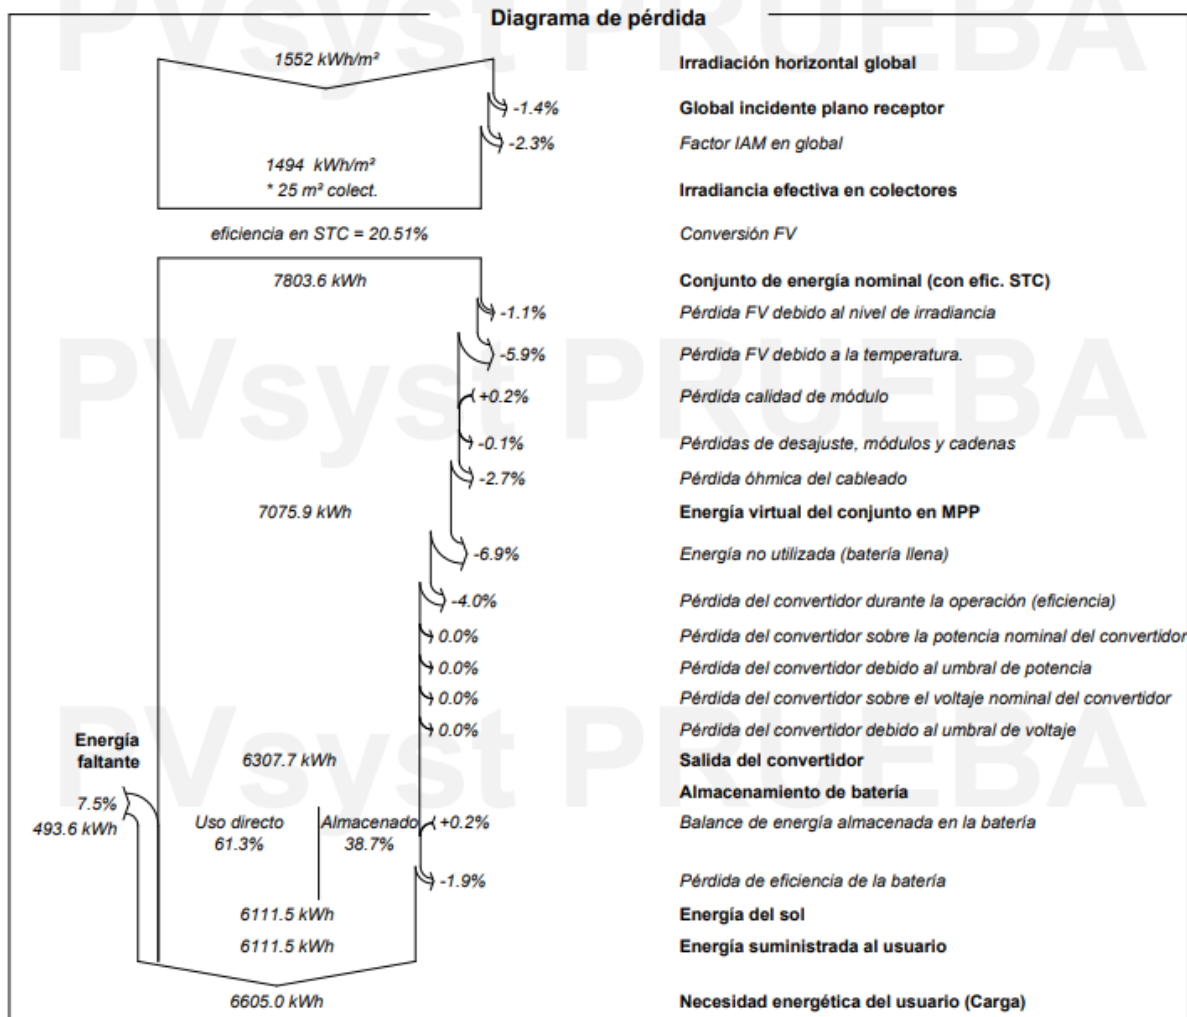 Diagrama de pérdida
PVsyst PRUEBA
1552 kWh/m²
Irradiación horizontal global
-1.4%
Global incidente plano receptor
-2.3%
Factor IAM en global
1494 kWh/m²
* 25 m² colect.
Irradiancia efectiva en colectores
eficiencia en STC = 20.51%
Conversión FV
7803.6 kWh
Conjunto de energía nominal (con efic. STC)
-1.1%
Pérdida FV debido al nivel de irradiancia
-5.9%
Pérdida FV debido a la temperatura.
PVsyst PRUEBA
+0.2%
Pérdida calidad de módulo
-0.1%
Pérdidas de desajuste, módulos y cadenas
-2.7%
Pérdida óhmica del cableado
7075.9 kWh
Energía virtual del conjunto en MPP
-6.9%
Energía no utilizada (batería llena)
-4.0%
Pérdida del convertidor durante la operación (eficiencia)
0.0%
Pérdida del convertidor sobre la potencia nominal del convertidor
0.0%
Pérdida del convertidor debido al umbral de potencia
0.0%
Pérdida del convertidor sobre el voltaje nominal del convertidor
0.0%
Pérdida del convertidor debido al umbral de voltaje
PVsyst PRUEBA
Energía
faltante
6307.7 kWh
Salida del convertidor
Almacenamiento de batería
7.5%
493.6 kWh
Uso directo
61.3%
Almacenado
38.7%
+0.2%
Balance de energía almacenada en la batería
-1.9%
Pérdida de eficiencia de la batería
6111.5 kWh
Energía del sol
6111.5 kWh
Energía suministrada al usuario
6605.0 kWh
Necesidad energética del usuario (Carga)